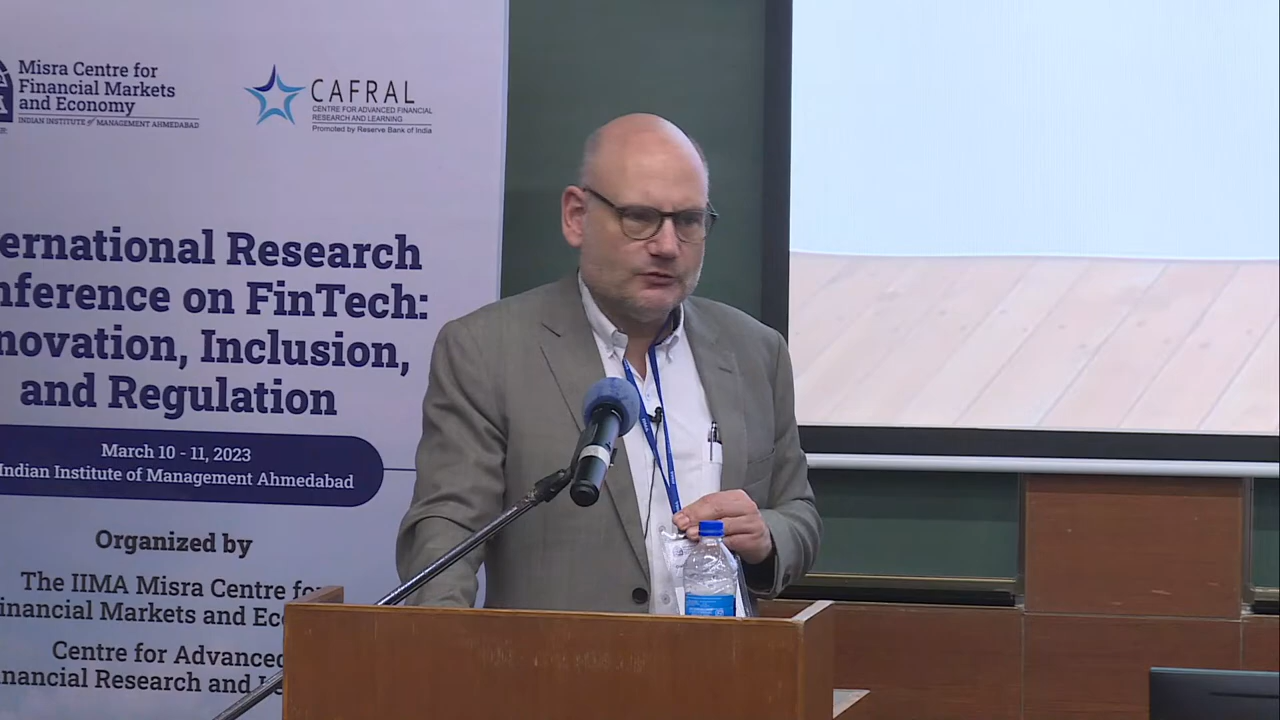 Misra Centre for
Financial Markets
and Economy
INDIAN INSTITUTE of MANAGEMENT AHMEDABAD
CAFRAL
CENTRE FOR ADVANCED FINANCIAL
RESEARCH AND LEARNING
Promoted by Reserve Bank of India
ernational Research
nference on FinTech:
novation, Inclusion,
and Regulation
March 10 - 11, 2023
Indian Institute of Management Ahmedabad
Organized by
The IIMA Misra Centre for
inancial Markets and Ec
Centre for Advanced
nancial Research and